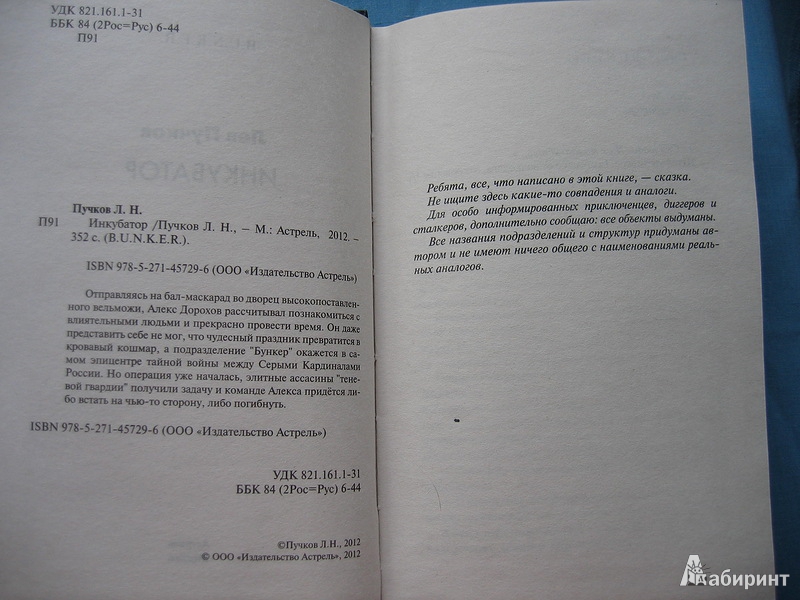 УДК 821.161.1-31
ББК 84 (2Рос=Рус) 6-44
П91
Лев Пучков
ИНКУБАТОР
Пучков Л. Н.
П91 Инкубатор /Пучков Л. Н., – М.: Астрель, 2012. –
352 с. (B.U.N.K.E.R.).
ISBN 978-5-271-45729-6 (ООО «Издательство Астрель»)
Отправляясь на бал-маскарад во дворец высокопоставлен-
ного вельможи, Алекс Дорохов рассчитывал познакомиться с
влиятельными людьми и прекрасно провести время. Он даже
представить себе не мог, что чудесный праздник превратится в
кровавый кошмар, а подразделение "Бункер" окажется в са-
мом эпицентре тайной войны между Серыми Кардиналами
России. Но операция уже началась, элитные ассасины "тене-
вой гвардии" получили задачу и команде Алекса придётся ли-
бо встать на чью-то сторону, либо погибнуть.
ISBN 978-5-271-45729-6 (ООО «Издательство Астрель»)
УДК 821.161.1-31
ББК 84 (2Рос=Рус) 6-44
©Пучков Л.Н., 2012
© ООО «Издательство Астрель», 2012
Ребята, все, что написано в этой книге, — сказка.
Не ищите здесь какие-то совпадения и аналоги.
Для особо информированных приключенцев, диггеров и
сталкеров, дополнительно сообщаю: все объекты выдуманы.
Все названия подразделений и структур придуманы ав-
тором и не имеют ничего общего с наименованиями реаль-
ных аналогов.
Лабиринт